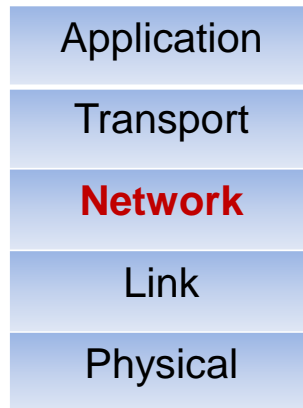 Application
Transport
Network
Link
Physical